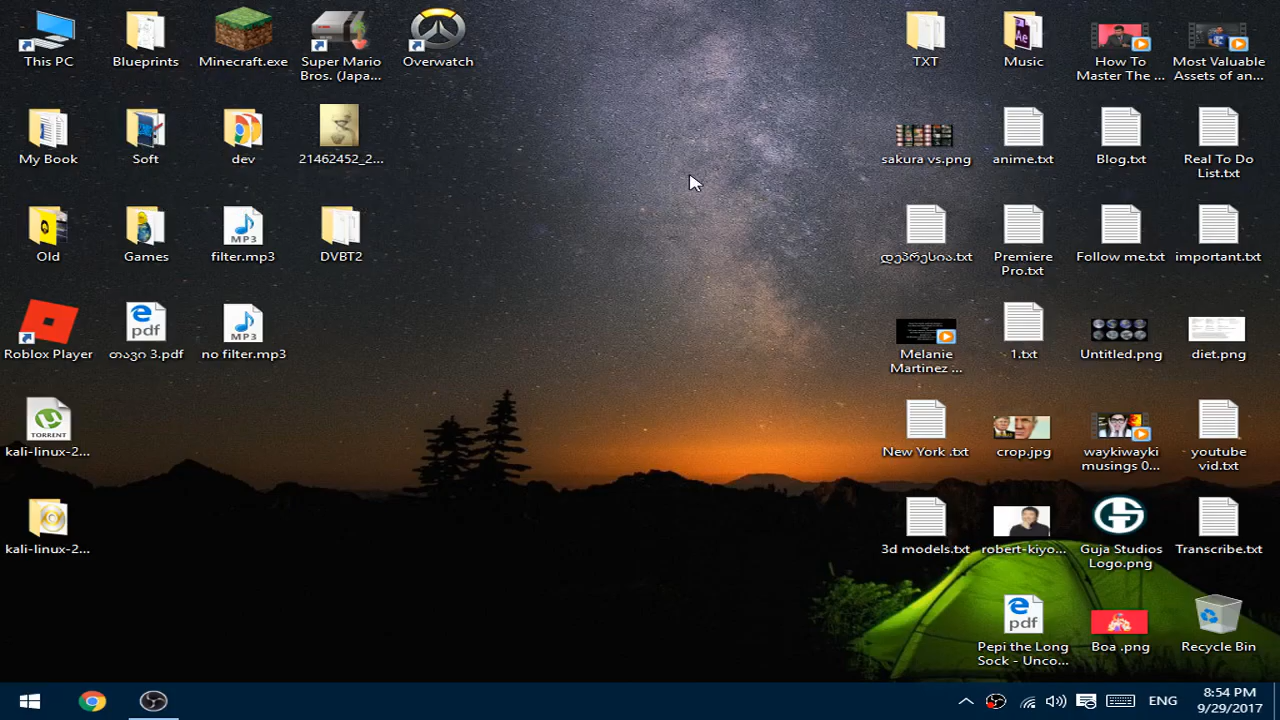 This PC
Blueprints
Minecraft.exe
Super Mario
Bros. (Japa...
Overwatch
TXT
Music
How To
Master The ...
Most Valuable
Assets of an...
My Book
Soft
dev
21462452_2...
sakura vs.png
anime.txt
Blog.txt
Real To Do
List.txt
Old
Games
filter.mp3
MP3
DVBT2
დეპრესია.txt
Premiere
Pro.txt
Follow me.txt
important.txt
Roblox Player
pdf
თავი 3.pdf
MP3
no filter.mp3
Melanie
Martinez ...
1.txt
Untitled.png
diet.png
TORRENT
kali-linux-2...
New York .txt
crop.jpg
waykiwayki
musings 0...
youtube
vid.txt
kali-linux-2...
3d models.txt
robert-kiyo...
Guja Studios
Logo.png
Transcribe.txt
pdf
Pepi the Long
Sock - Unco...
Boa .png
Recycle Bin
ENG
8:54 PM
9/29/2017